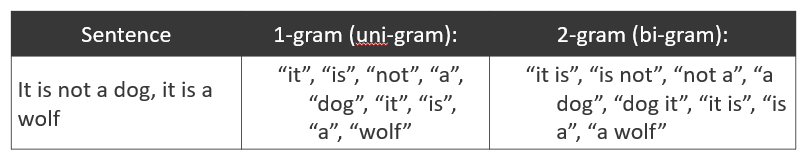 Sentence
1-gram (uni-gram):
2-gram (bi-gram):
It is not a dog, it is a
wolf
“it”, “is”, “not”, “a”,
“dog”, “it”, “is”,
“a”, “wolf”
“it is”, “is not”, “not a”, “a
dog”, “dog it”, “it is”, “is
a”, “a wolf”